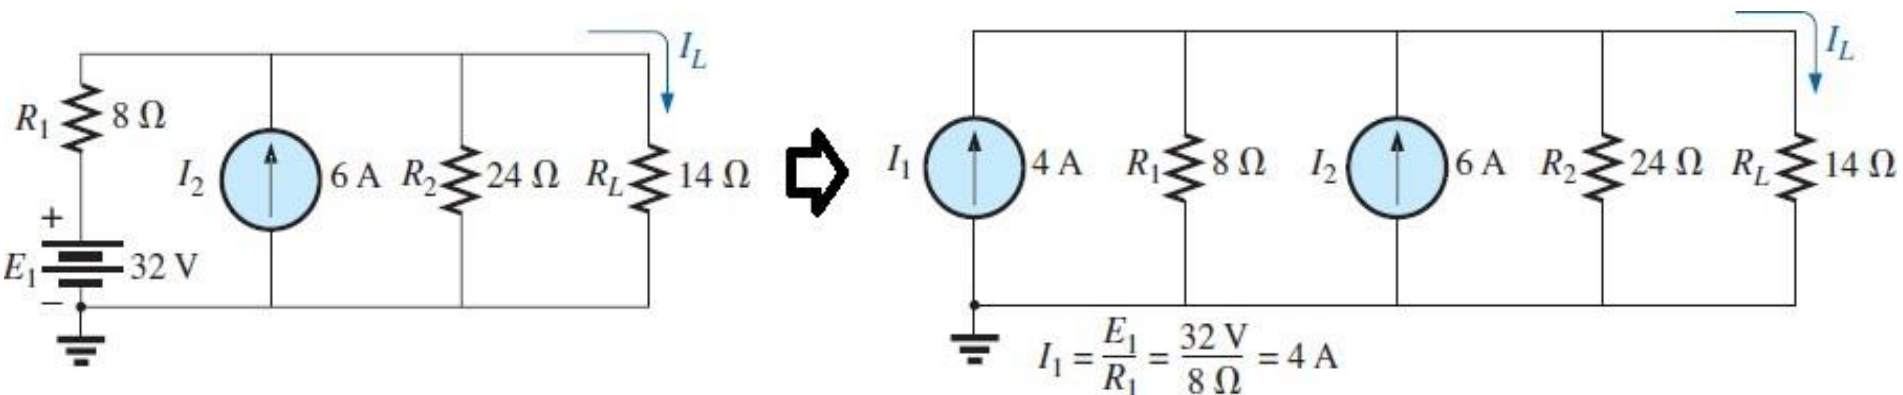 I_L
R_1 8 Ω
I_2 6 A R_2 24 Ω R_L 14 Ω
+
E_1 32 V
−
I_L
I_1 4 A R_1 8 Ω I_2 6 A R_2 24 Ω R_L 14 Ω
I_1 = E_1/R_1 = 32 V/8 Ω = 4 A